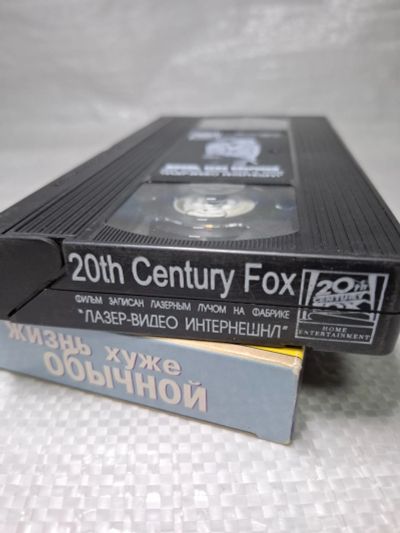 20th Century Fox
ФИЛЬМ ЗАПИСАН ЛАЗЕРНЫМ ЛУЧОМ НА ФАБРИКЕ
"ЛАЗЕР-ВИДЕО ИНТЕРНЕШНЛ"
20TH
CENTURY
FOX
HOME
ENTERTAINMENT
ЖИЗНЬ хуже
ОБЫЧНОЙ